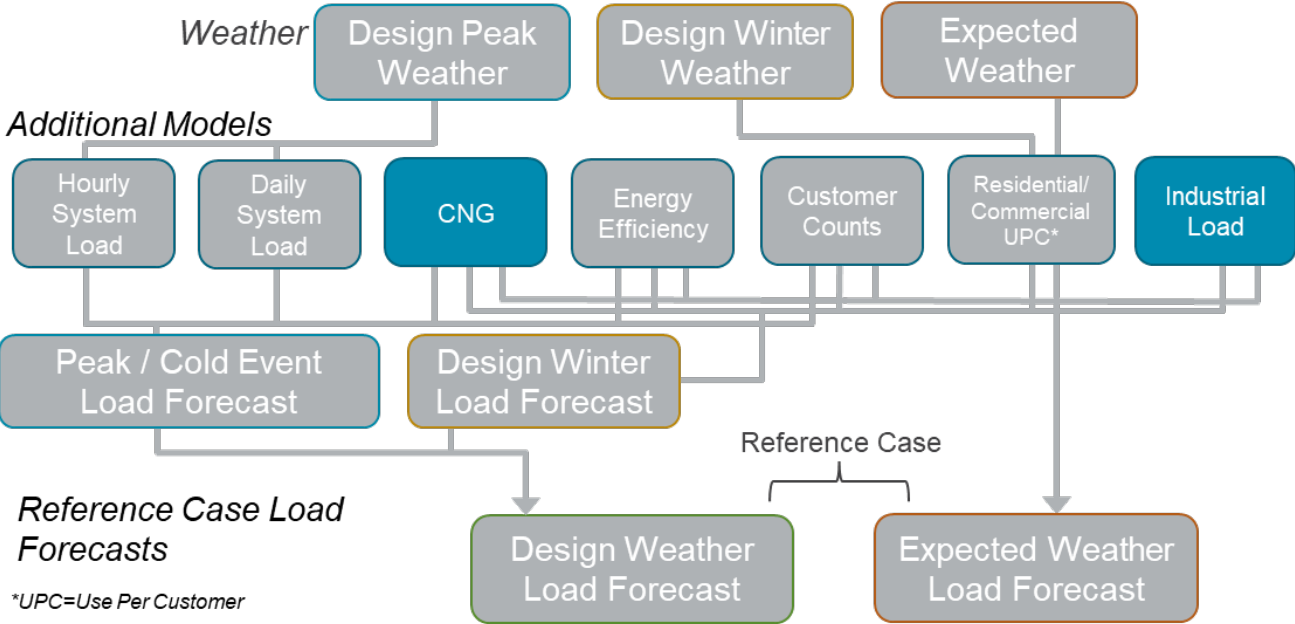 Weather
Design Peak
Weather
Design Winter
Weather
Expected
Weather
Additional Models
Hourly
System
Load
Daily
System
Load
CNG
Energy
Efficiency
Customer
Counts
Residential/
Commercial
UPC*
Industrial
Load
Peak / Cold Event
Load Forecast
Design Winter
Load Forecast
Reference Case
Reference Case Load
Forecasts
Design Weather
Load Forecast
Expected Weather
Load Forecast
*UPC=Use Per Customer